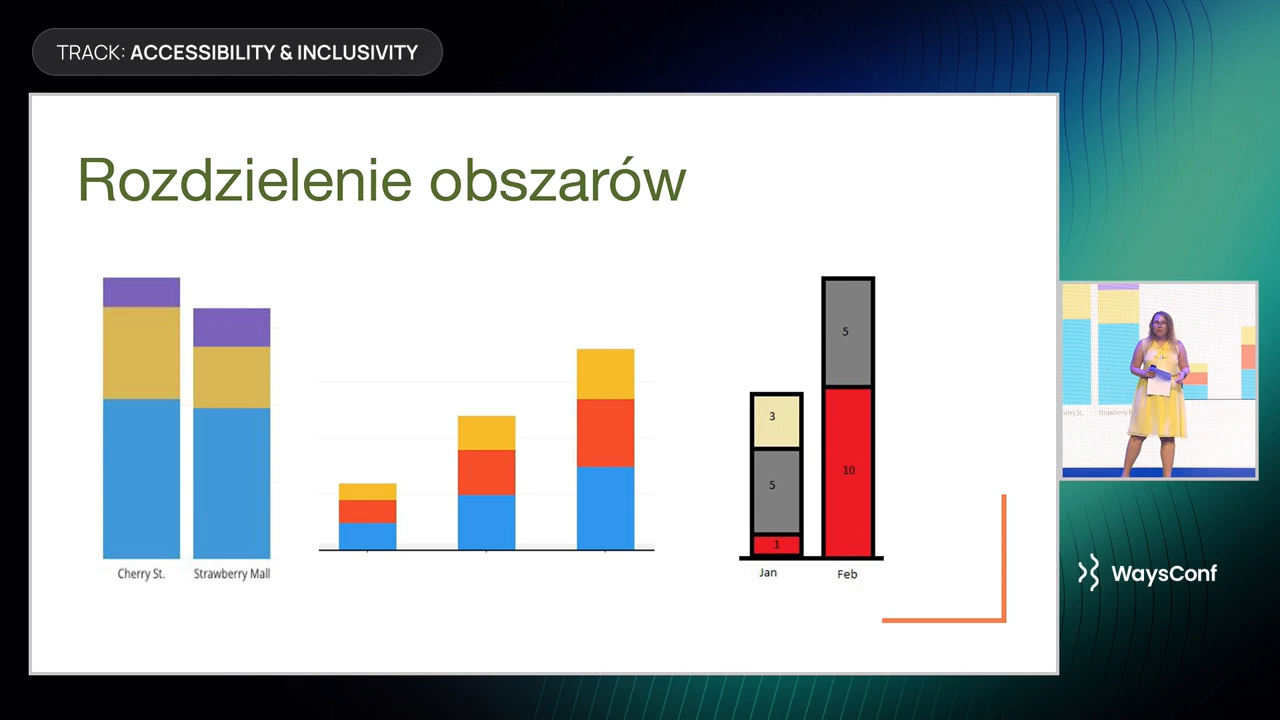 TRACK: ACCESSIBILITY & INCLUSIVITY
Rozdzielenie obszarów
Cherry St.
Strawberry Mall
3
5
1
Jan
5
10
Feb
WaysConf